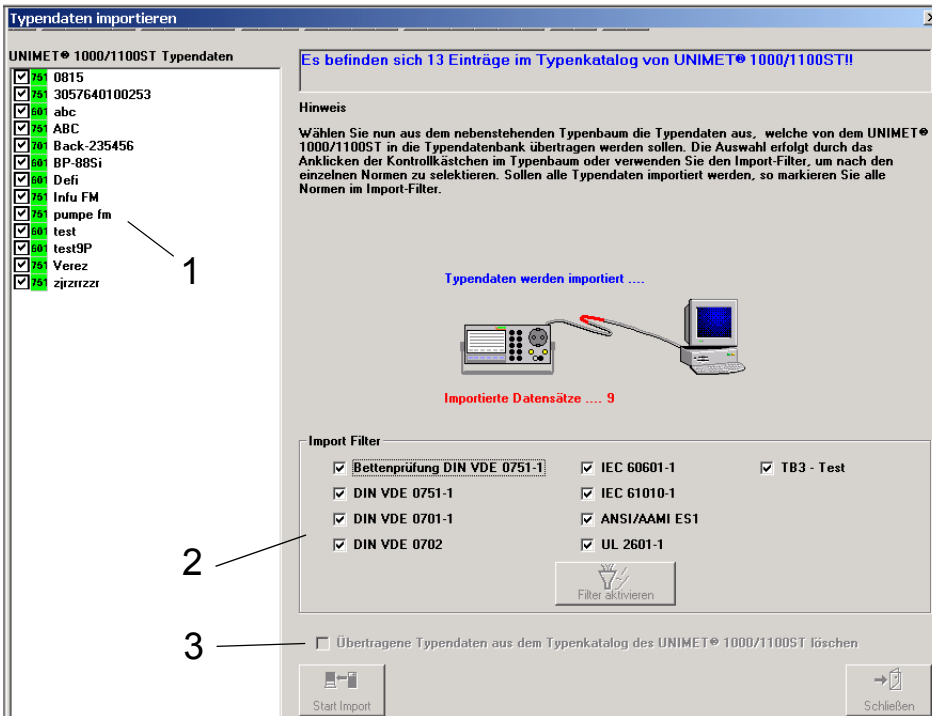 Typendaten importieren
UNIMET® 1000/1100ST Typendaten
751 0815
751 3057640100253
601 abc
751 ABC
701 Back-235456
601 BP-88Si
601 Defi
751 Infu FM
751 pumpe fm
601 test
601 test9P
751 Verez
751 zjrzrrzzr
1
Es befinden sich 13 Einträge im Typenkatalog von UNIMET® 1000/1100ST!!
Hinweis
Wählen Sie nun aus dem nebenstehenden Typenbaum die Typendaten aus, welche von dem UNIMET®
1000/1100ST in die Typendatenbank übertragen werden sollen. Die Auswahl erfolgt durch das
Anklicken der Kontrollkästchen im Typenbaum oder verwenden Sie den Import-Filter, um nach den
einzelnen Normen zu selektieren. Sollen alle Typendaten importiert werden, so markieren Sie alle
Normen im Import-Filter.
Typendaten werden importiert ....
Importierte Datensätze .... 9
Import Filter
Bettenprüfung DIN VDE 0751-1
IEC 60601-1
TB3 - Test
DIN VDE 0751-1
IEC 61010-1
DIN VDE 0701-1
ANSI/AAMI ES1
DIN VDE 0702
UL 2601-1
2
Filter aktivieren
3
Übertragene Typendaten aus dem Typenkatalog des UNIMET® 1000/1100ST löschen
Start Import
Schließen